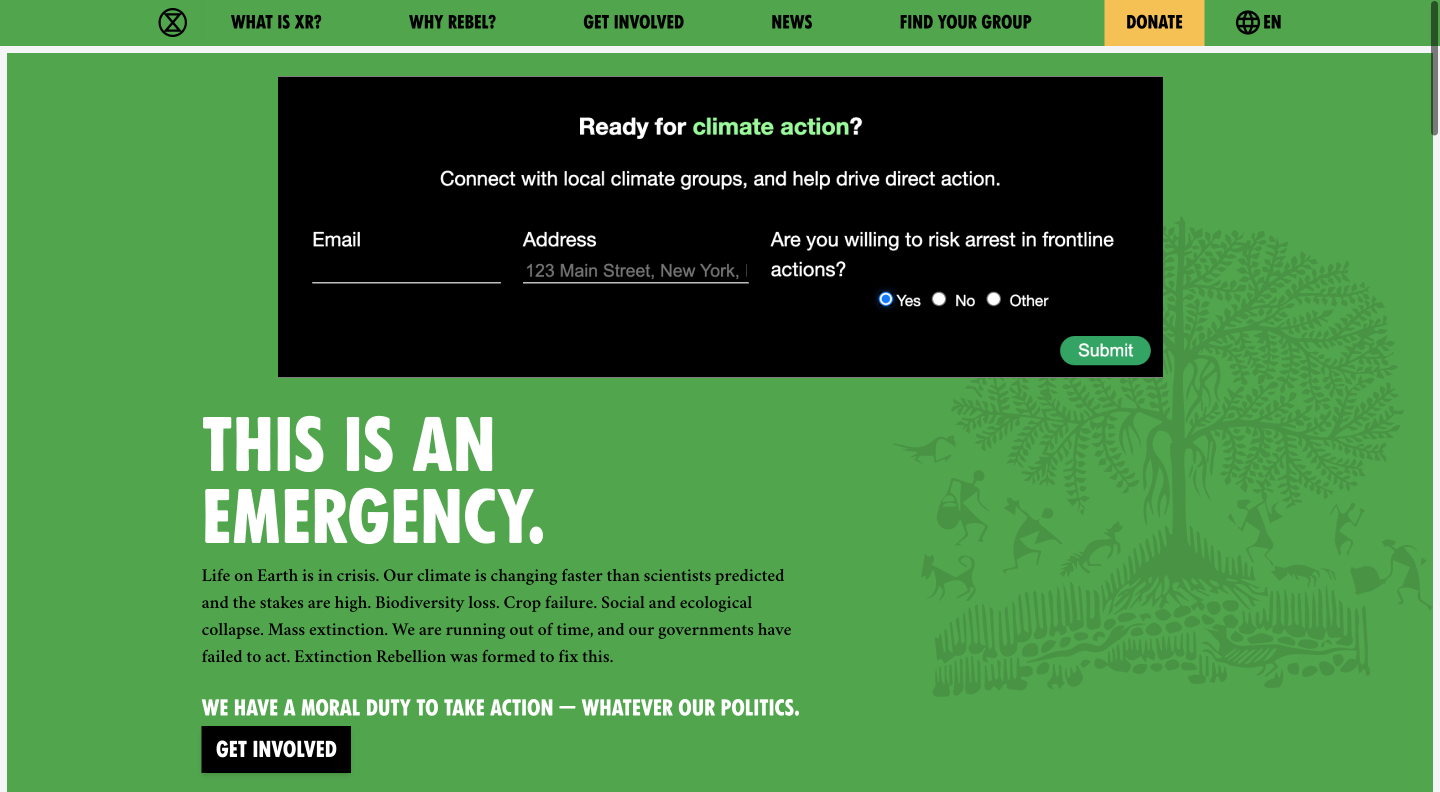 WHAT IS XR?
WHY REBEL?
GET INVOLVED
NEWS
FIND YOUR GROUP
DONATE
EN
Ready for climate action?
Connect with local climate groups, and help drive direct action.
Email
Address
123 Main Street, New York,
Are you willing to risk arrest in frontline
actions?
Yes
No
Other
Submit
THIS IS AN
EMERGENCY.
Life on Earth is in crisis. Our climate is changing faster than scientists predicted
and the stakes are high. Biodiversity loss. Crop failure. Social and ecological
collapse. Mass extinction. We are running out of time, and our governments have
failed to act. Extinction Rebellion was formed to fix this.
WE HAVE A MORAL DUTY TO TAKE ACTION — WHATEVER OUR POLITICS.
GET INVOLVED